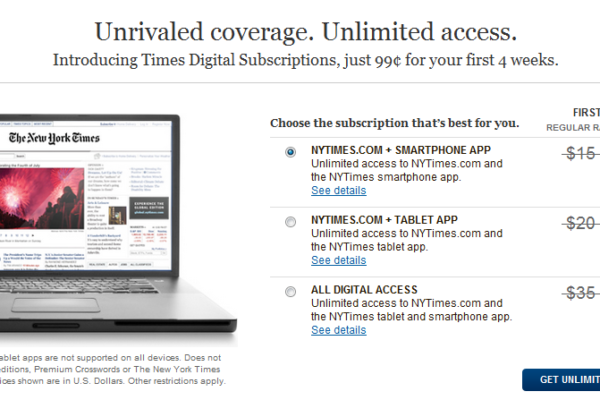 Unrivaled coverage. Unlimited access.
Introducing Times Digital Subscriptions, just 99¢ for your first 4 weeks.
The New York Times
EXPERIENCE THE
GLOBAL EDITION
Choose the subscription that's best for you.
FIRST
REGULAR RA
NYTIMES.COM + SMARTPHONE APP
$15
Unlimited access to NYTimes.com and
the NYTimes smartphone app.
See details
NYTIMES.COM + TABLET APP
$20
Unlimited access to NYTimes.com and
the NYTimes tablet app.
See details
ALL DIGITAL ACCESS
$35
Unlimited access to NYTimes.com and
the NYTimes tablet and smartphone app.
See details
ablet apps are not supported on all devices. Does not
editions, Premium Crosswords or The New York Times
ices shown are in U.S. Dollars. Other restrictions apply.
GET UNLIMIT